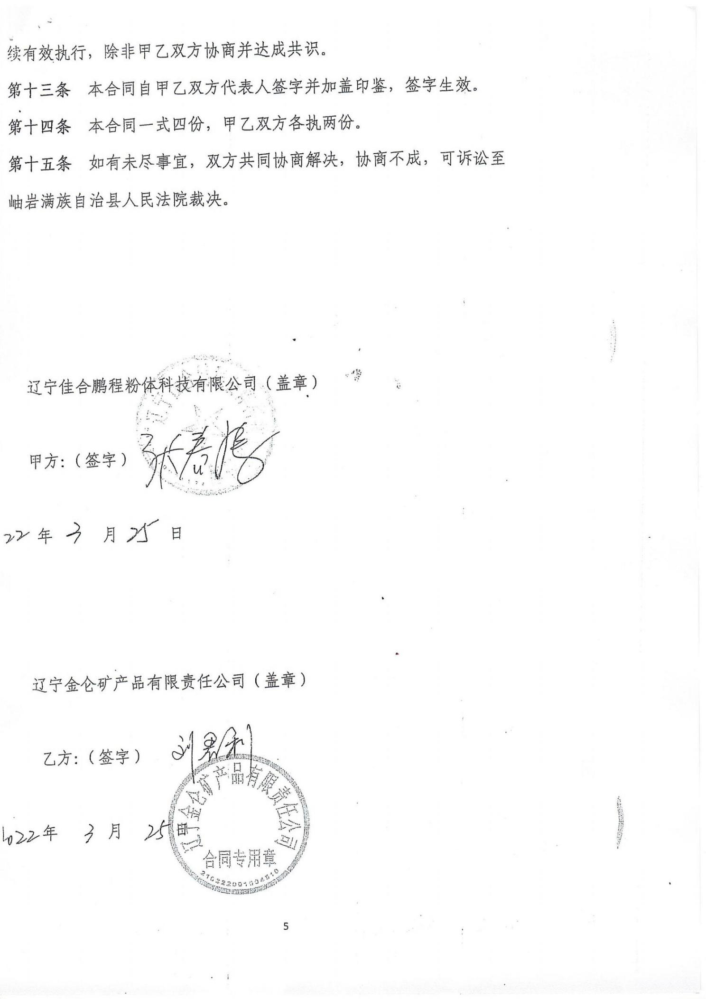 续有效执行，除非甲乙双方协商并达成共识。
第十三条 本合同自甲乙双方代表人签字并加盖印鉴，签字生效。
第十四条 本合同一式四份，甲乙双方各执两份。
第十五条 如有未尽事宜，双方共同协商解决，协商不成，可诉讼至
岫岩满族自治县人民法院裁决。
辽宁佳合鹏程粉体科技有限公司（盖章）
辽宁
甲方：（签字）
22年 3 月 25 日
辽宁金仑矿产品有限责任公司（盖章）
乙方：（签字） 刘君利
辽宁金仑矿产品有限责任公司
2022年 3 月 25日
合同专用章
5